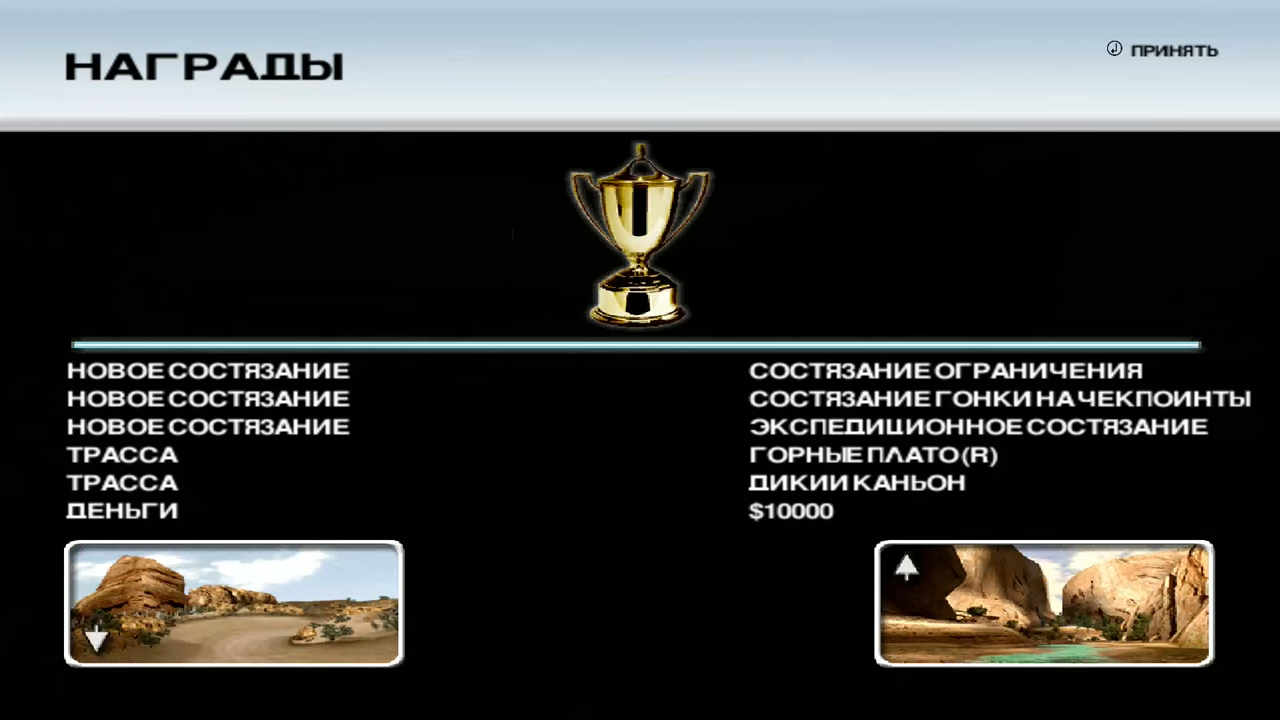 НАГРАДЫ
ПРИНЯТЬ
НОВОЕ СОСТЯЗАНИЕ СОСТЯЗАНИЕ ОГРАНИЧЕНИЯ
НОВОЕ СОСТЯЗАНИЕ СОСТЯЗАНИЕ ГОНКИ НА ЧЕКПОИНТЫ
НОВОЕ СОСТЯЗАНИЕ ЭКСПЕДИЦИОННОЕ СОСТЯЗАНИЕ
ТРАССА ГОРНЫЕ ПЛАТО (R)
ТРАССА ДИКИИ КАНЬОН
ДЕНЬГИ $10000